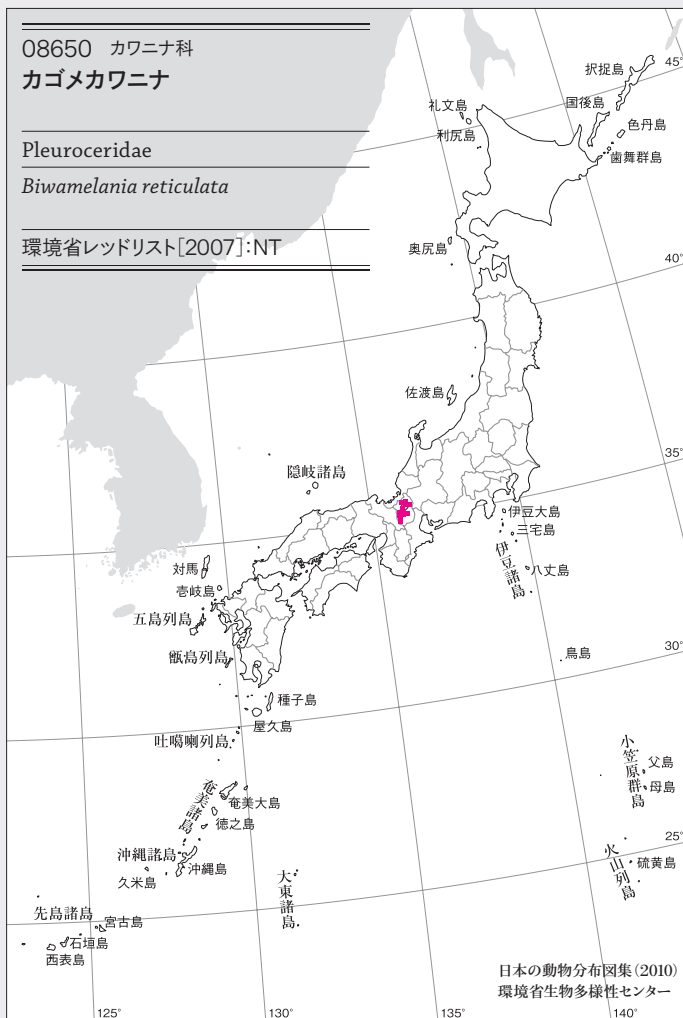 08650 カワニナ科
カゴメカワニナ
Pleuroceridae
Biwamelania reticulata
環境省レッドリスト[2007]:NT
45°
択捉島
国後島
礼文島
色丹島
利尻島
歯舞群島
奥尻島
40°
佐渡島
35°
隠岐諸島
伊豆大島
三宅島
伊豆諸島
八丈島
対馬
壱岐島
五島列島
甑島列島
鳥島
30°
種子島
屋久島
吐噶喇列島
小笠原群島
父島
母島
奄美諸島
奄美大島
徳之島
25°
沖縄諸島
沖縄島
久米島
大東諸島
火山列島
硫黄島
先島諸島
宮古島
石垣島
西表島
日本の動物分布図集(2010)
環境省生物多様性センター
125°
130°
135°
140°